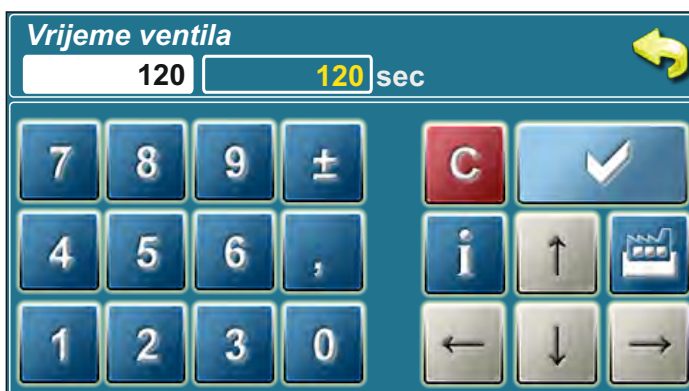 Vrijeme ventila
120 120 sec
7 8 9 ± C
4 5 6 , i ↑
1 2 3 0 ← ↓ →